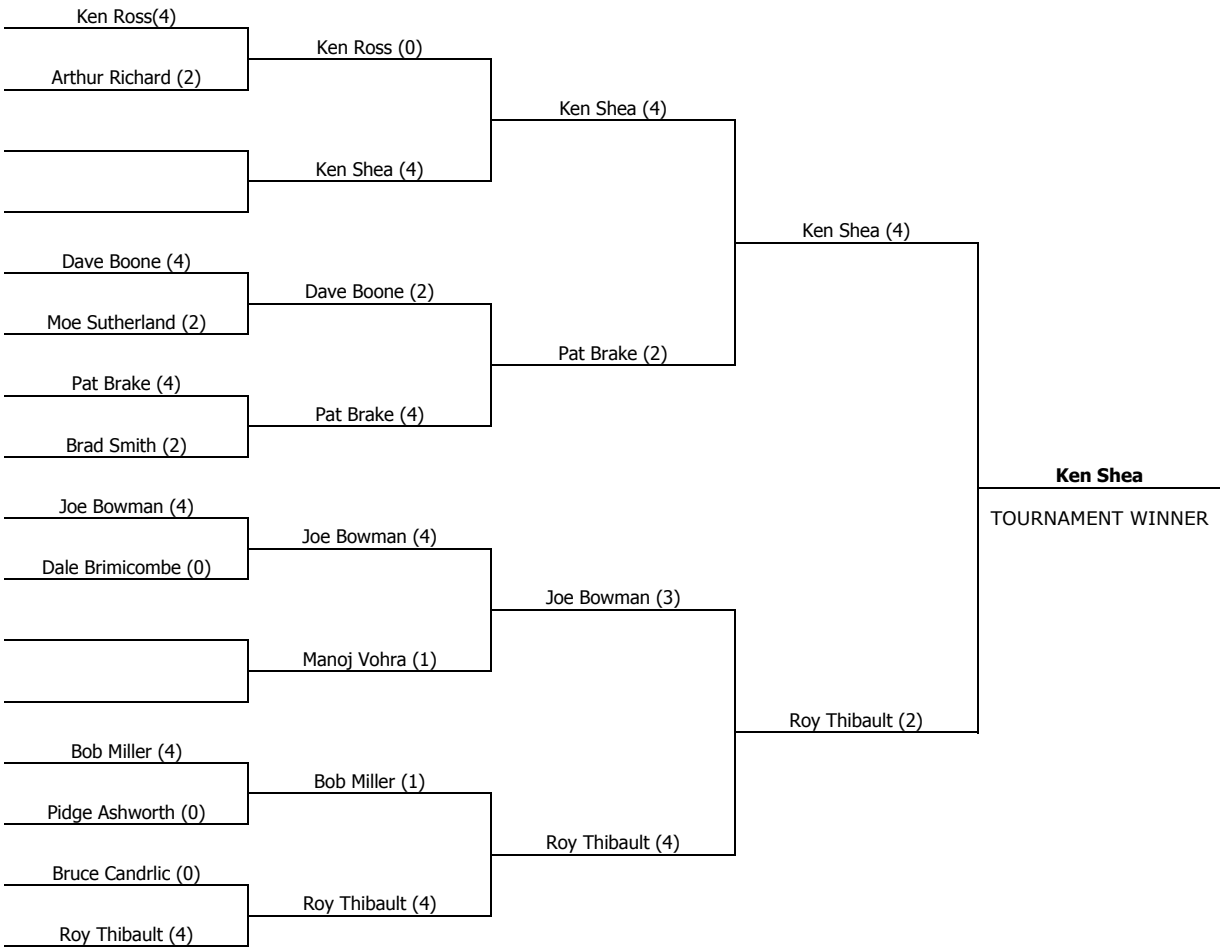 Ken Ross(4)
Arthur Richard (2)
Dave Boone (4)
Moe Sutherland (2)
Pat Brake (4)
Brad Smith (2)
Joe Bowman (4)
Dale Brimicombe (0)
Bob Miller (4)
Pidge Ashworth (0)
Bruce Candrlic (0)
Roy Thibault (4)
Ken Ross (0)
Ken Shea (4)
Dave Boone (2)
Pat Brake (4)
Joe Bowman (4)
Manoj Vohra (1)
Bob Miller (1)
Roy Thibault (4)
Ken Shea (4)
Pat Brake (2)
Joe Bowman (3)
Roy Thibault (4)
Ken Shea (4)
Roy Thibault (2)
Ken Shea
TOURNAMENT WINNER